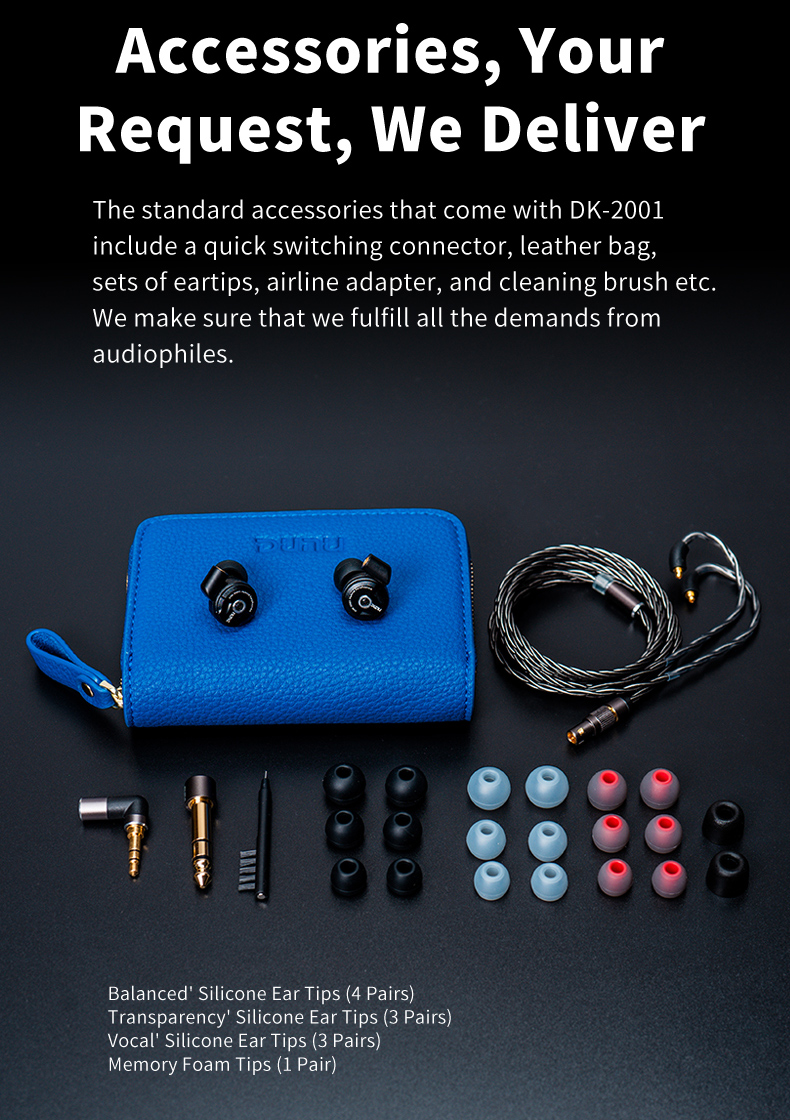 Accessories, Your
Request, We Deliver
The standard accessories that come with DK-2001
include a quick switching connector, leather bag,
sets of eartips, airline adapter, and cleaning brush etc.
We make sure that we fulfill all the demands from
audiophiles.
DUNU
Balanced' Silicone Ear Tips (4 Pairs)
Transparency' Silicone Ear Tips (3 Pairs)
Vocal' Silicone Ear Tips (3 Pairs)
Memory Foam Tips (1 Pair)